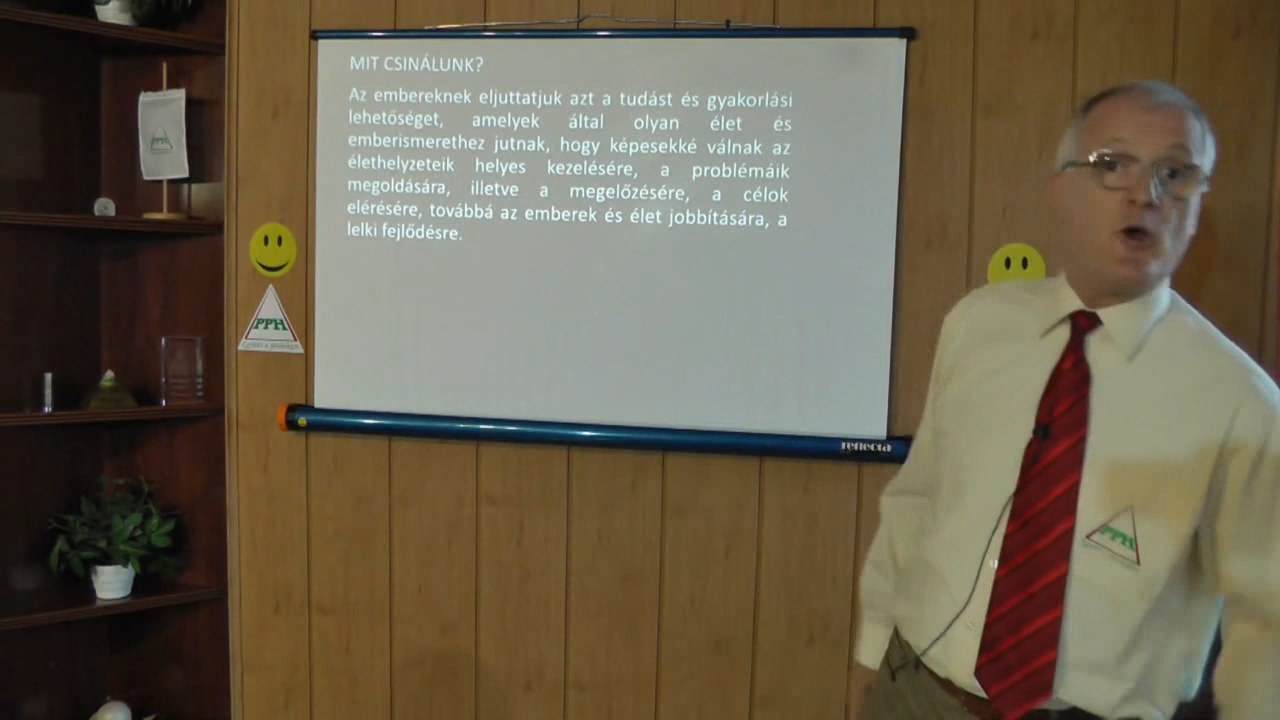 MIT CSINÁLUNK?
Az embereknek eljuttatjuk azt a tudást és gyakorlási
lehetőséget, amelyek által olyan élet és
emberismerethez jutnak, hogy képesekké válnak az
élethelyzeteik helyes kezelésére, a problémáik
megoldására, illetve a megelőzésére, a célok
elérésére, továbbá az emberek és élet jobbítására, a
lelki fejlődésre.
PPH
reflecta
PPH